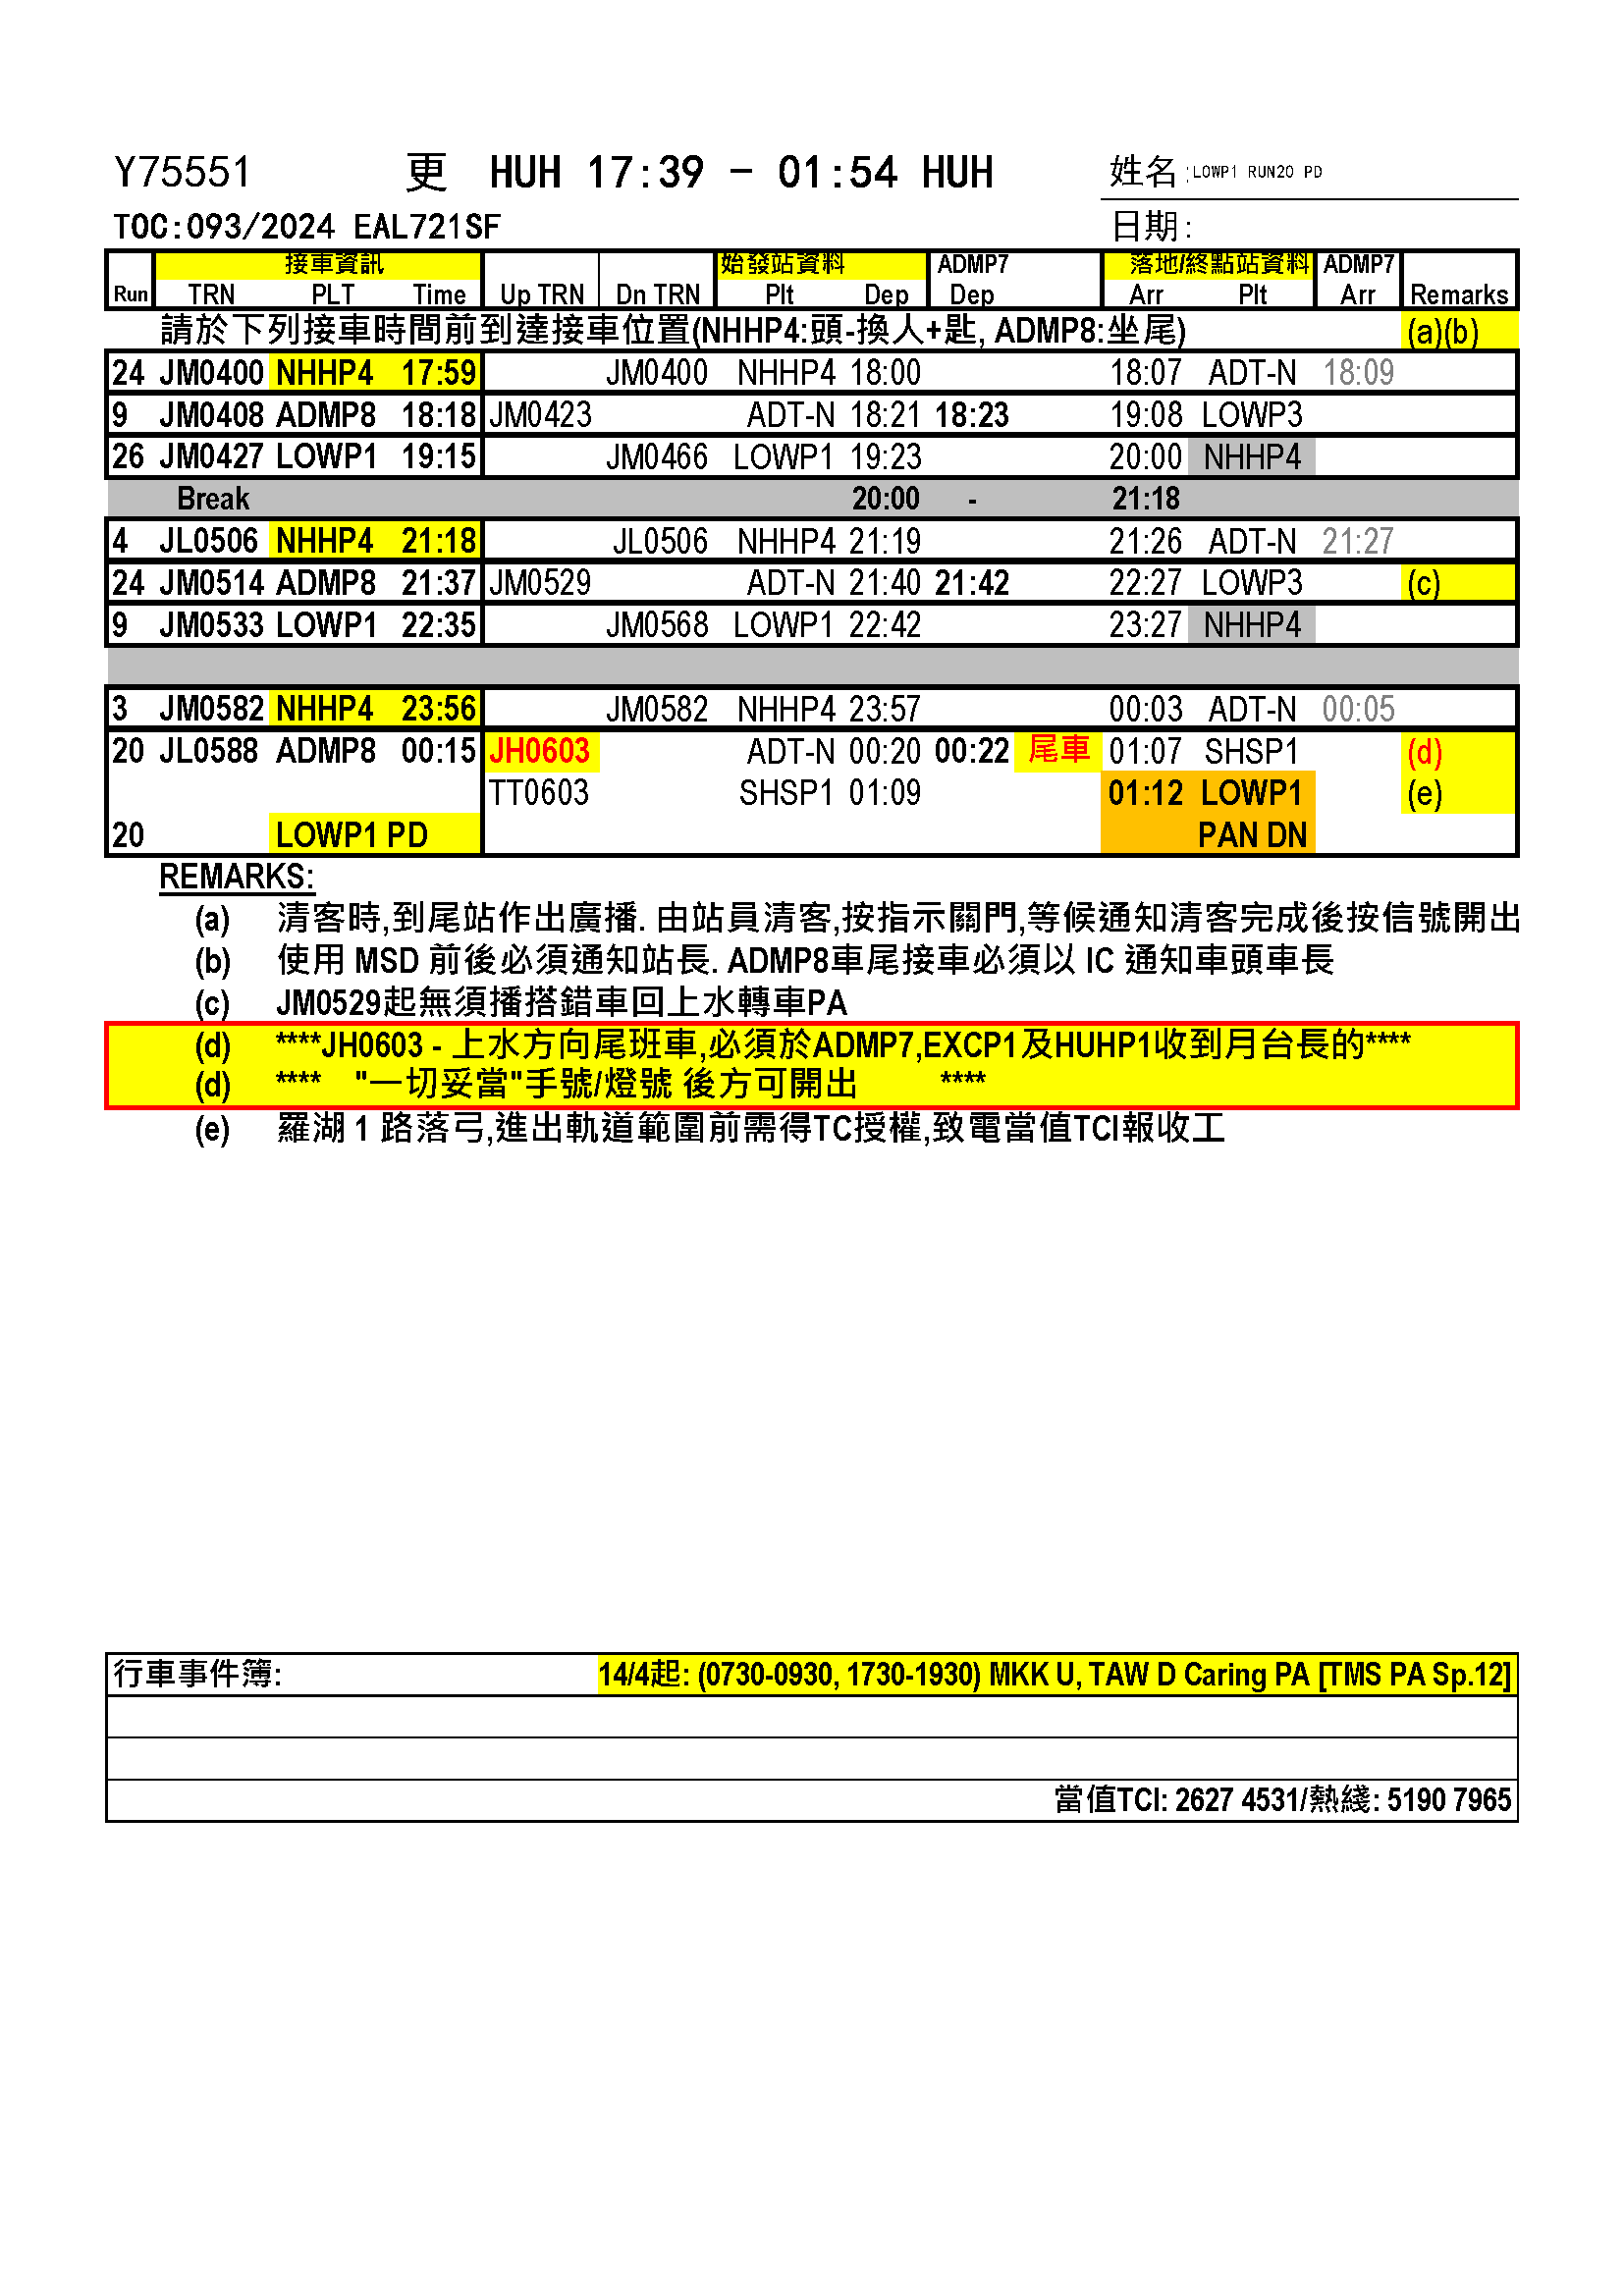 Y75551 更 HUH 17:39 - 01:54 HUH 姓名:LOWP1 RUN20 PD
TOC:093/2024 EAL721SF 日期:
接車資訊 始發站資料 ADMP7 落地/終點站資料 ADMP7
Run TRN PLT Time Up TRN Dn TRN Plt Dep Dep Arr Plt Arr Remarks
請於下列接車時間前到達接車位置(NHHP4:頭-換人+匙, ADMP8:坐尾) (a)(b)
24 JM0400 NHHP4 17:59 JM0400 NHHP4 18:00 18:07 ADT-N 18:09
9 JM0408 ADMP8 18:18 JM0423 ADT-N 18:21 18:23 19:08 LOWP3
26 JM0427 LOWP1 19:15 JM0466 LOWP1 19:23 20:00 NHHP4
Break 20:00 - 21:18
4 JL0506 NHHP4 21:18 JL0506 NHHP4 21:19 21:26 ADT-N 21:27
24 JM0514 ADMP8 21:37 JM0529 ADT-N 21:40 21:42 22:27 LOWP3 (c)
9 JM0533 LOWP1 22:35 JM0568 LOWP1 22:42 23:27 NHHP4
3 JM0582 NHHP4 23:56 JM0582 NHHP4 23:57 00:03 ADT-N 00:05
20 JL0588 ADMP8 00:15 JH0603 ADT-N 00:20 00:22 尾車 01:07 SHSP1 (d)
TT0603 SHSP1 01:09 01:12 LOWP1 (e)
20 LOWP1 PD PAN DN
REMARKS:
(a) 清客時,到尾站作出廣播. 由站員清客,按指示關門,等候通知清客完成後按信號開出
(b) 使用 MSD 前後必須通知站長. ADMP8車尾接車必須以 IC 通知車頭車長
(c) JM0529起無須播搭錯車回上水轉車PA
(d) ****JH0603 - 上水方向尾班車,必須於ADMP7,EXCP1及HUHP1收到月台長的****
(d) **** "一切妥當"手號/燈號 後方可開出 ****
(e) 羅湖 1 路落弓,進出軌道範圍前需得TC授權,致電當值TCI報收工
行車事件簿: 14/4起: (0730-0930, 1730-1930) MKK U, TAW D Caring PA [TMS PA Sp.12]
當值TCI: 2627 4531/熱綫: 5190 7965